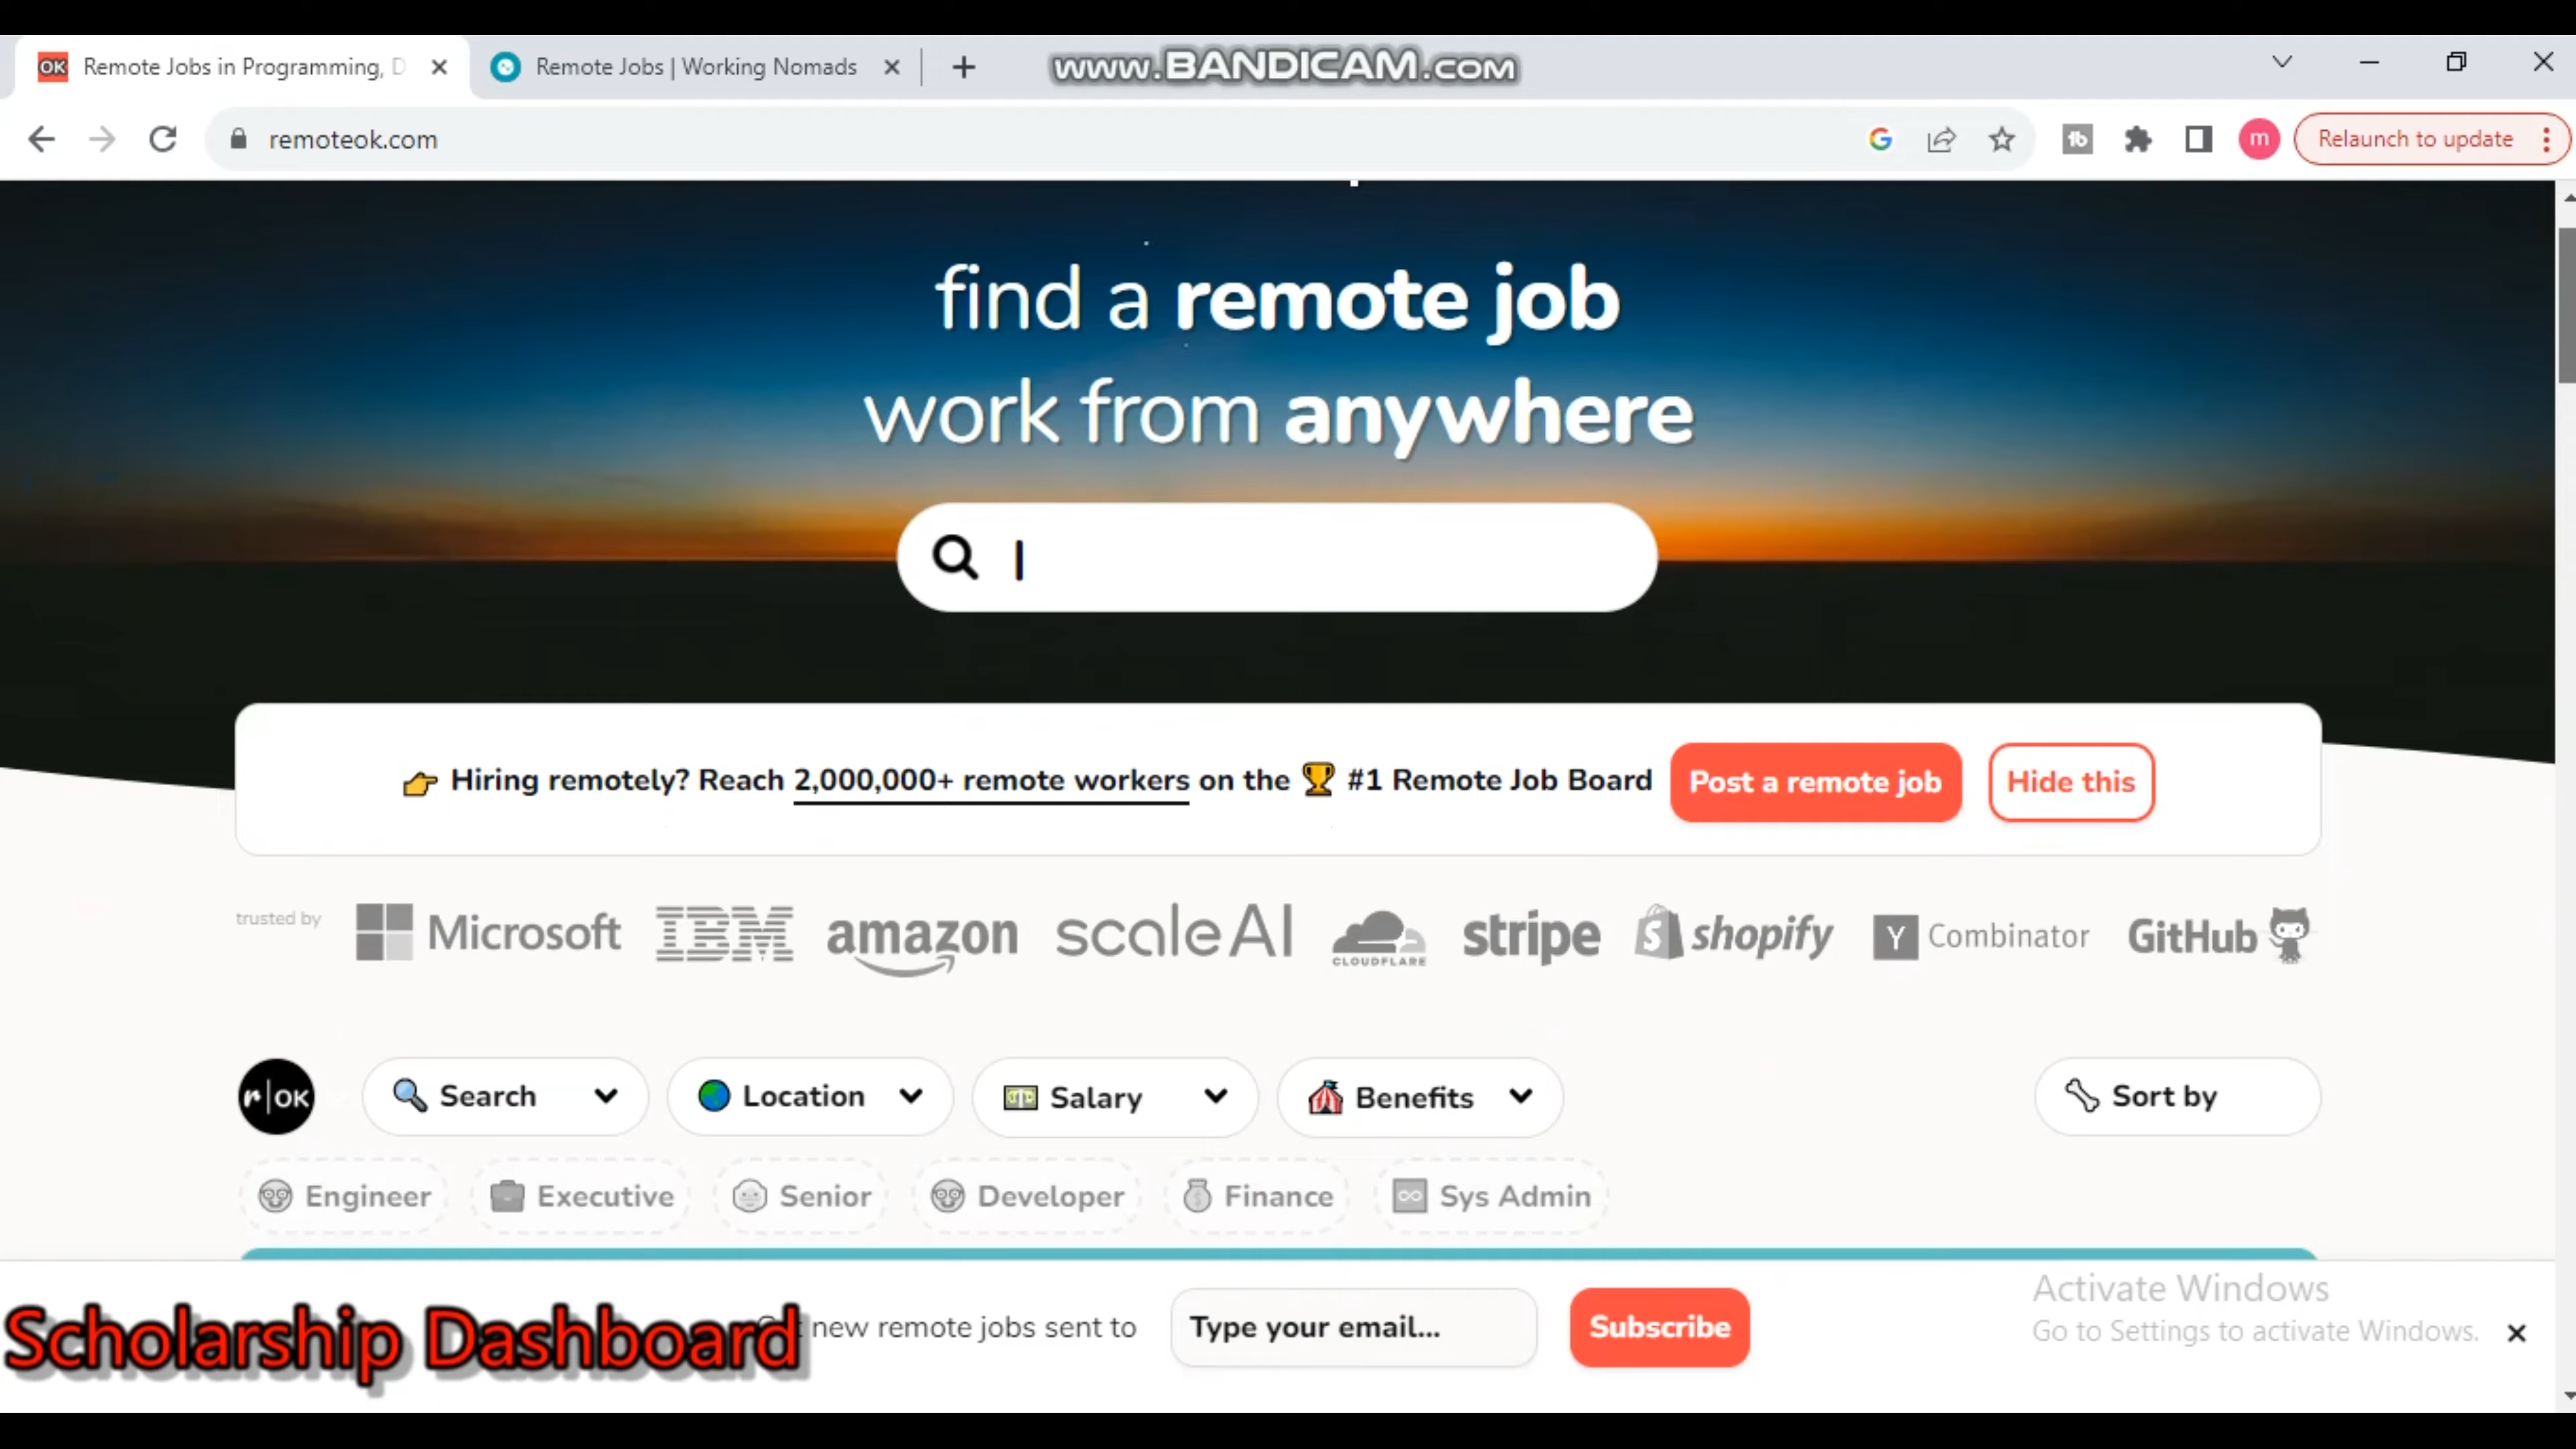 Remote Jobs in Programming, D
Remote Jobs | Working Nomads
www.BANDICAM.com
remoteok.com
Relaunch to update
m
find a remote job
work from anywhere
Hiring remotely? Reach 2,000,000+ remote workers on the #1 Remote Job Board
Post a remote job
Hide this
trusted by
Microsoft
IBM
amazon
scale AI
CLOUDFLARE
stripe
shopify
Y Combinator
GitHub
r|OK
Search
Location
Salary
Benefits
Sort by
Engineer
Executive
Senior
Developer
Finance
Sys Admin
Scholarship Dashboard
new remote jobs sent to
Type your email...
Subscribe
Activate Windows
Go to Settings to activate Windows.